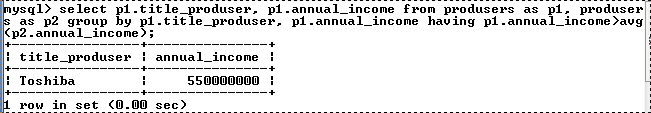 mysql> select p1.title_produser, p1.annual_income from produsers as p1, produser
s as p2 group by p1.title_produser, p1.annual_income having p1.annual_income>avg
(p2.annual_income);
+----------------+---------------+
| title_produser | annual_income |
+----------------+---------------+
| Toshiba        |     550000000 |
+----------------+---------------+
1 row in set (0.00 sec)